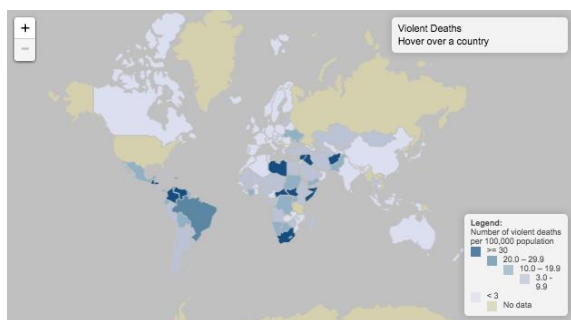 +
−
Violent Deaths
Hover over a country
Legend:
Number of violent deaths
per 100,000 population
>= 30
20.0 – 29.9
10.0 – 19.9
3.0 -
9.9
< 3
No data